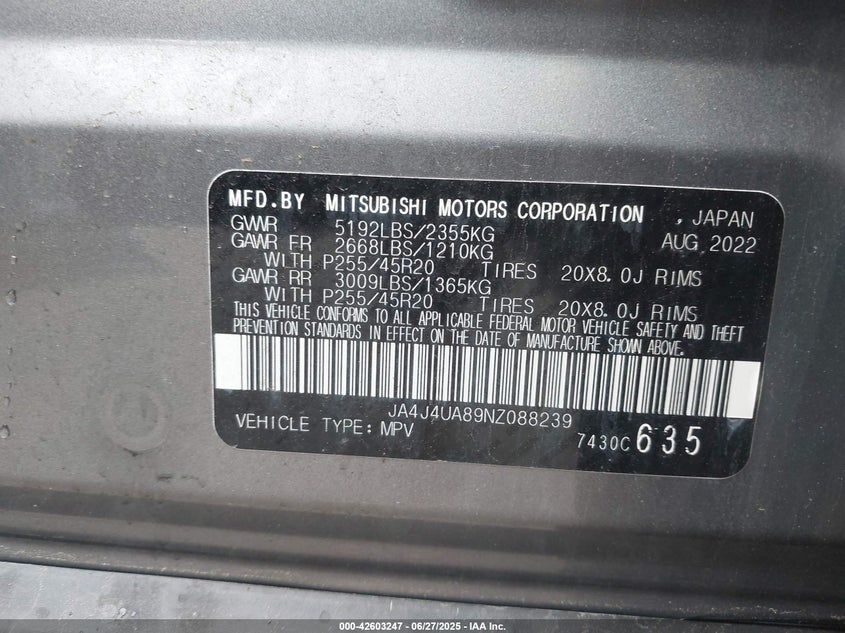 MFD.BY MITSUBISHI MOTORS CORPORATION , JAPAN
GWWR 5192LBS/2355KG AUG, 2022
GAWR FR 2668LBS/1210KG
WITH P255/45R20 TIRES 20X8.0J RIMS
GAWR RR 3009LBS/1365KG
WITH P255/45R20 TIRES 20X8.0J RIMS
THIS VEHICLE CONFORMS TO ALL APPLICABLE FEDERAL MOTOR VEHICLE SAFETY AND THEFT
PREVENTION STANDARDS IN EFFECT ON THE DATE OF MANUFACTURE SHOWN ABOVE.
JA4J4UA89NZ088239
VEHICLE TYPE: MPV 7430C 635
000-42603247 - 06/27/2025 - IAA Inc.